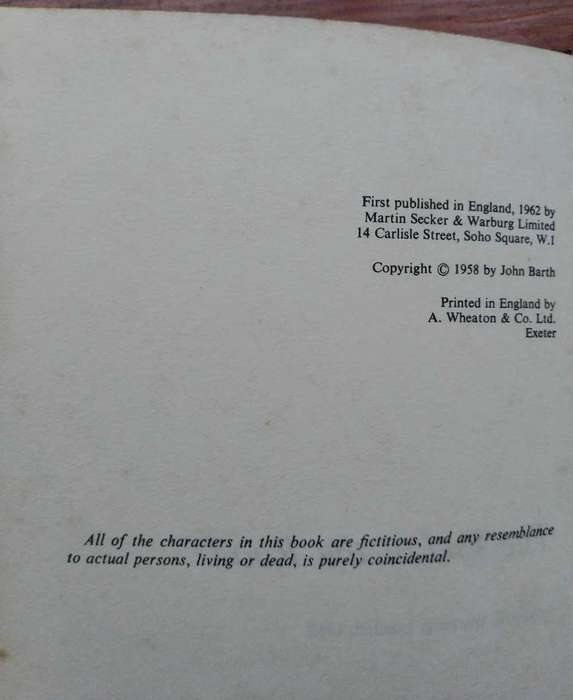 First published in England, 1962 by
Martin Secker & Warburg Limited
14 Carlisle Street, Soho Square, W.1
Copyright © 1958 by John Barth
Printed in England by
A. Wheaton & Co. Ltd.
Exeter
All of the characters in this book are fictitious, and any resemblance
to actual persons, living or dead, is purely coincidental.